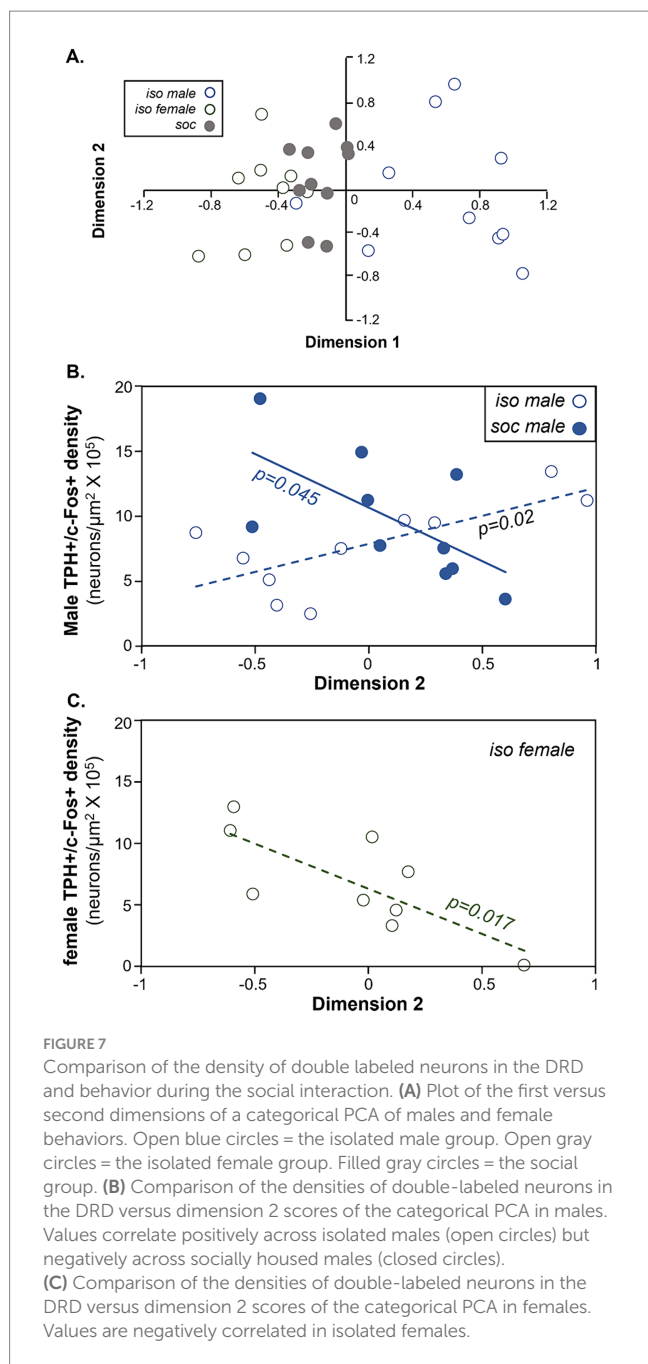 A.
iso male
iso female
soc
1.2
0.8
0.4
-1.2 -0.8 -0.4 0 0.4 0.8 1.2
-0.4
-0.8
-1.2
Dimension 2
Dimension 1
B.
20
15
10
5
0
Male TPH+/c-Fos+ density
(neurons/µm² X 10⁵)
iso male
soc male
p=0.045
p=0.02
-1 -0.5 0 0.5 1
Dimension 2
C.
20
15
10
5
0
female TPH+/c-Fos+ density
(neurons/µm² X 10⁵)
iso female
p=0.017
-1 -0.5 0 0.5 1
Dimension 2
FIGURE 7
Comparison of the density of double labeled neurons in the DRD
and behavior during the social interaction. (A) Plot of the first versus
second dimensions of a categorical PCA of males and female
behaviors. Open blue circles = the isolated male group. Open gray
circles = the isolated female group. Filled gray circles = the social
group. (B) Comparison of the densities of double-labeled neurons in
the DRD versus dimension 2 scores of the categorical PCA in males.
Values correlate positively across isolated males (open circles) but
negatively across socially housed males (closed circles).
(C) Comparison of the densities of double-labeled neurons in the
DRD versus dimension 2 scores of the categorical PCA in females.
Values are negatively correlated in isolated females.